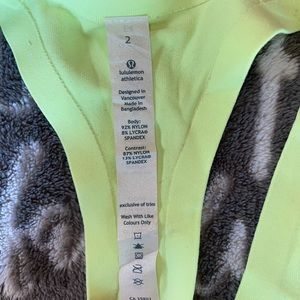 2
lululemon
athletica
Designed in
Vancouver
Made in
Bangladesh
Body:
92% NYLON
8% LYCRA®
SPANDEX
Contrast:
87% NYLON
13% LYCRA®
SPANDEX
exclusive of trims
Wash With Like
Colours Only